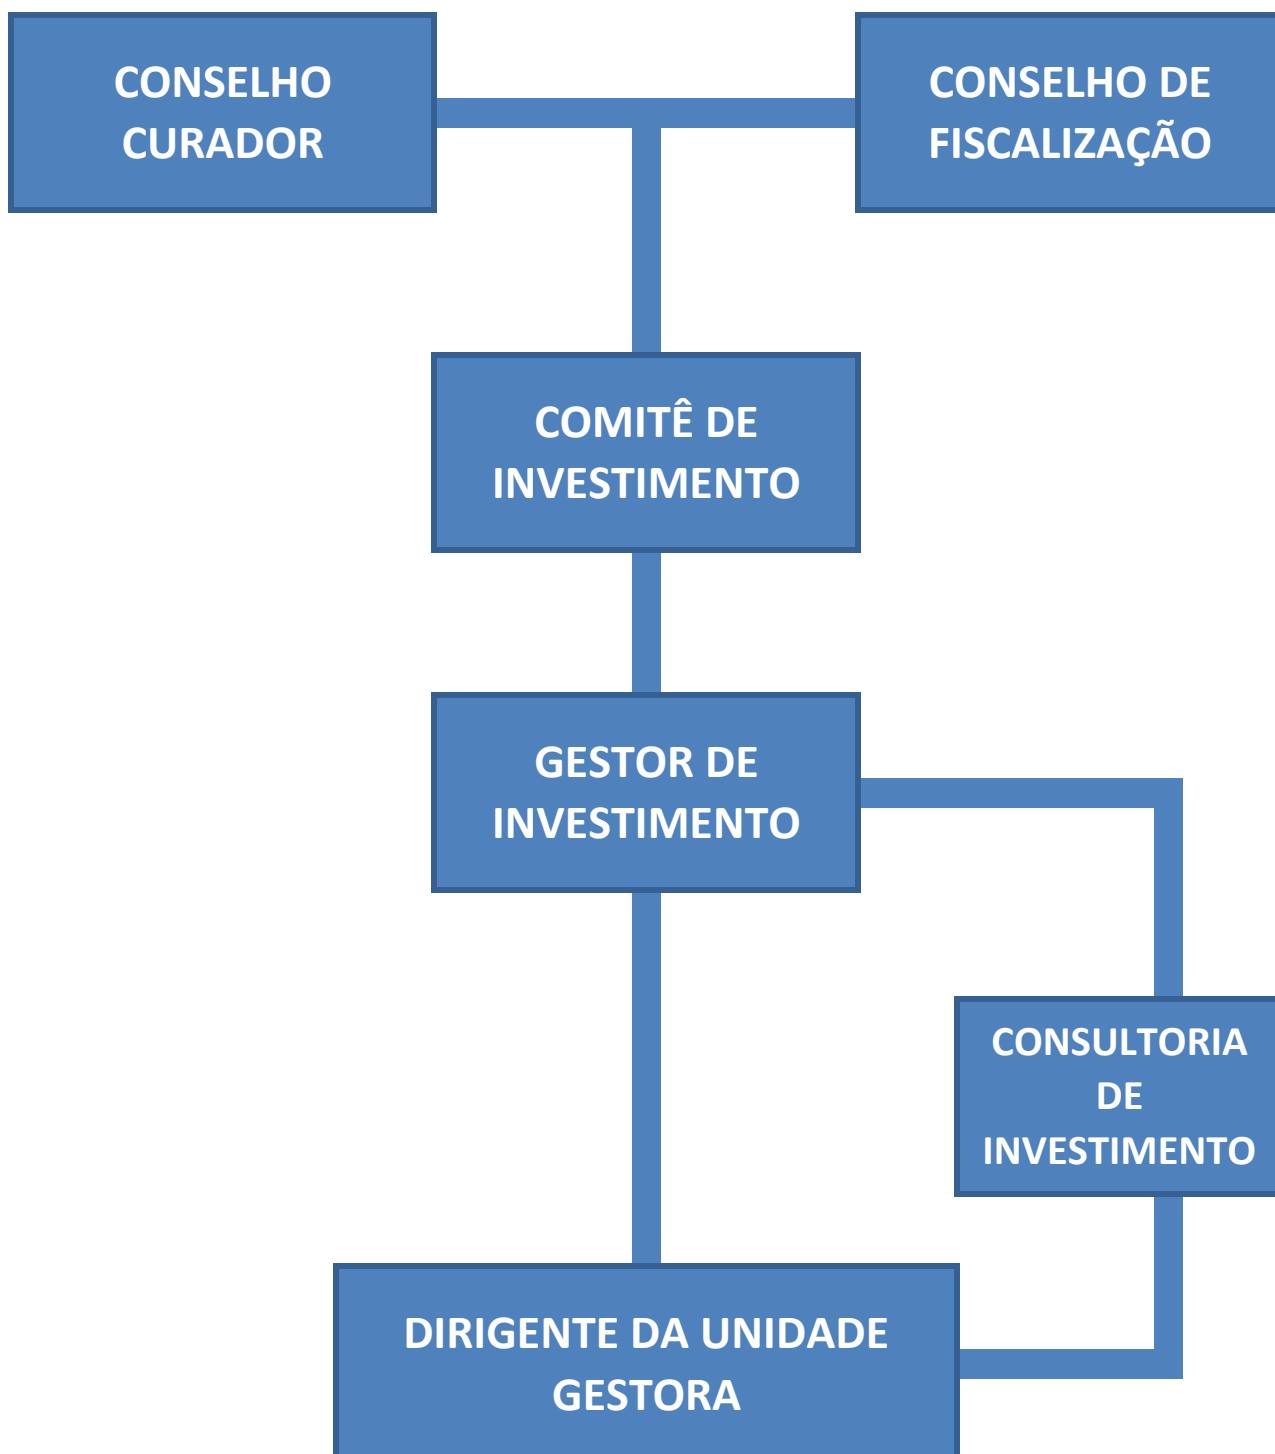 CONSELHO
CURADOR
CONSELHO DE
FISCALIZAÇÃO
COMITÊ DE
INVESTIMENTO
GESTOR DE
INVESTIMENTO
CONSULTORIA
DE
INVESTIMENTO
DIRIGENTE DA UNIDADE
GESTORA